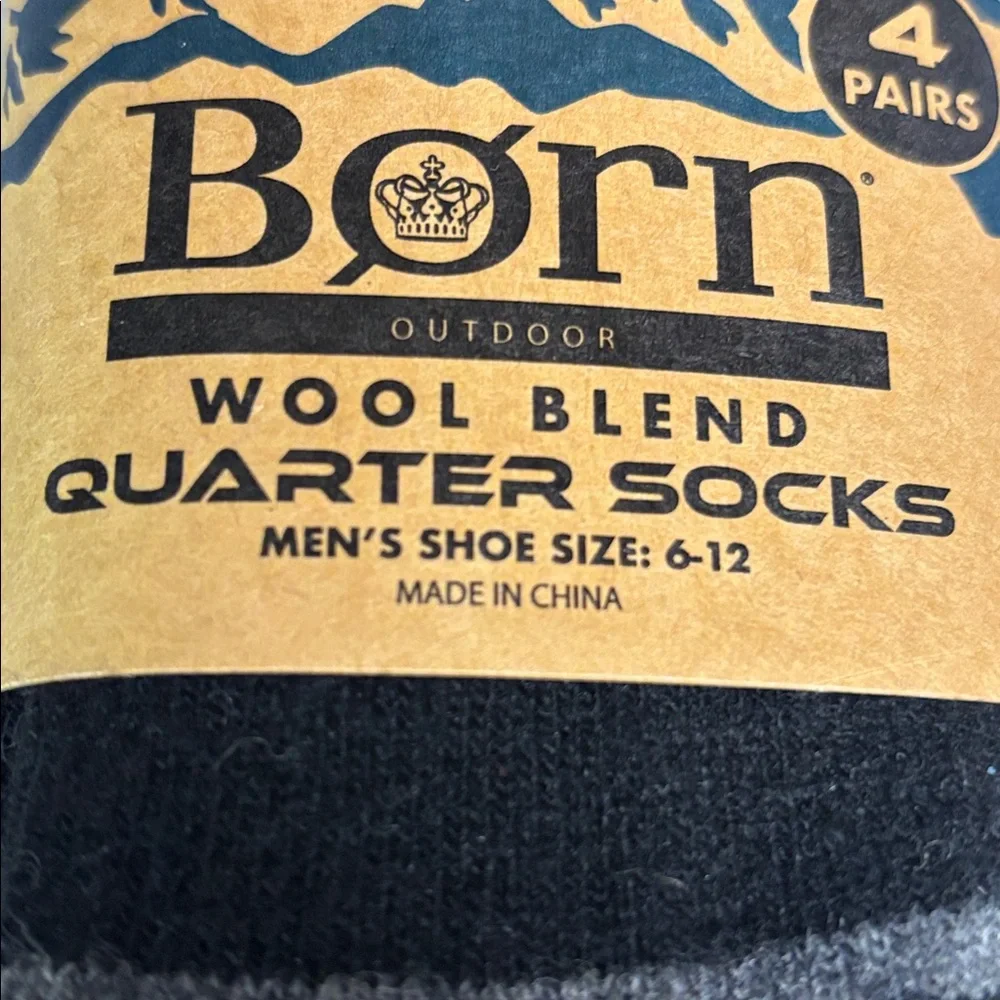 4
PAIRS
Børn®
OUTDOOR
WOOL BLEND
QUARTER SOCKS
MEN'S SHOE SIZE: 6-12
MADE IN CHINA